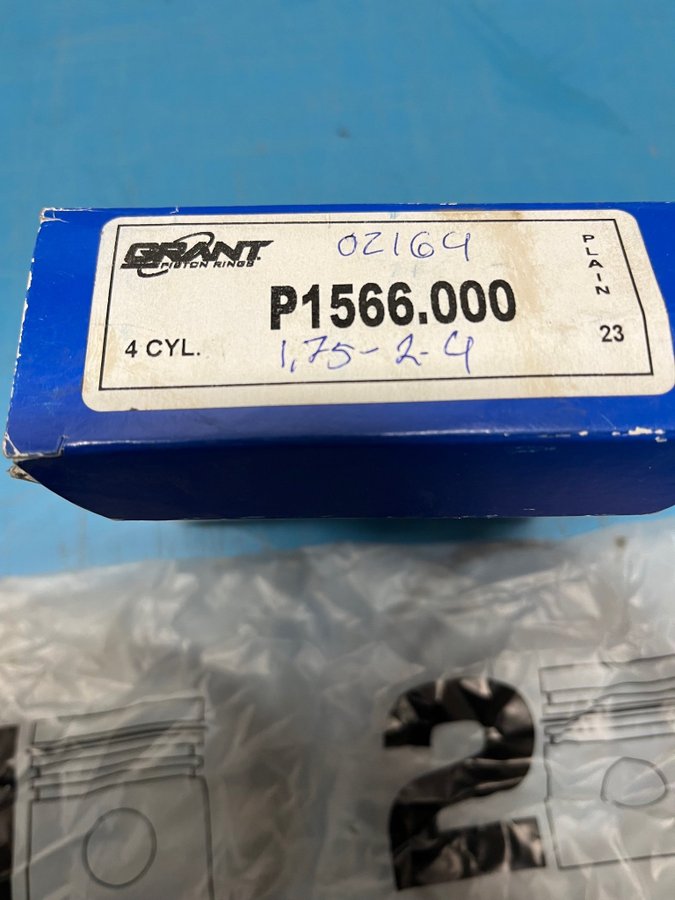 GRANT
PISTON RINGS
02164
PLAIN
P1566.000
4 CYL.
1,75-2-4
23
2